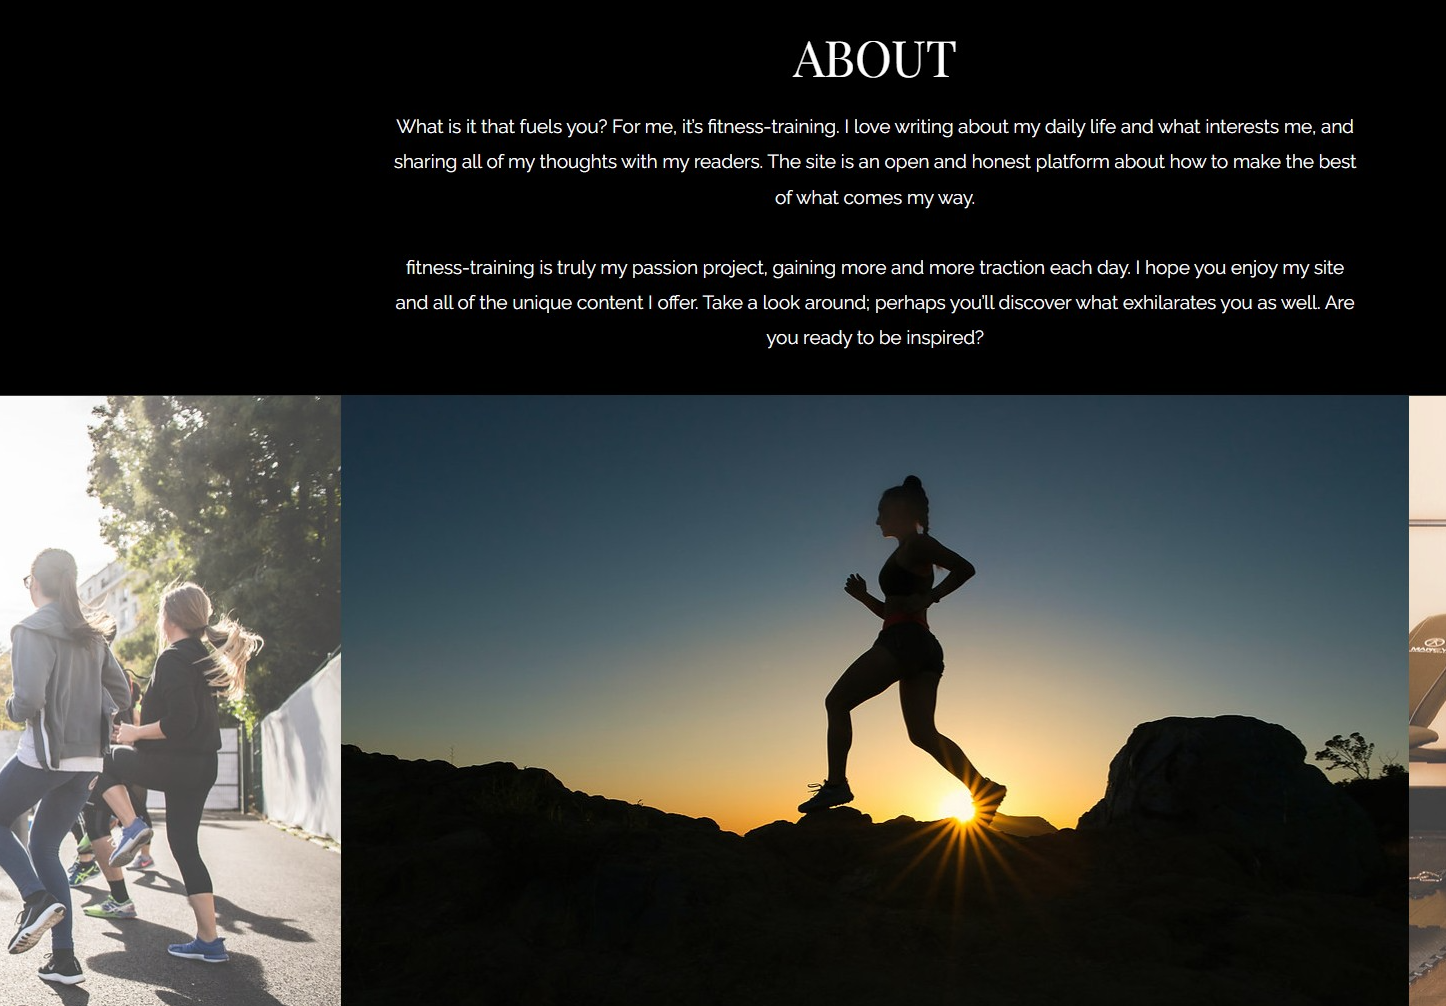 ABOUT
What is it that fuels you? For me, it's fitness-training. I love writing about my daily life and what interests me, and
sharing all of my thoughts with my readers. The site is an open and honest platform about how to make the best
of what comes my way.
fitness-training is truly my passion project, gaining more and more traction each day. I hope you enjoy my site
and all of the unique content I offer. Take a look around; perhaps you'll discover what exhilarates you as well. Are
you ready to be inspired?